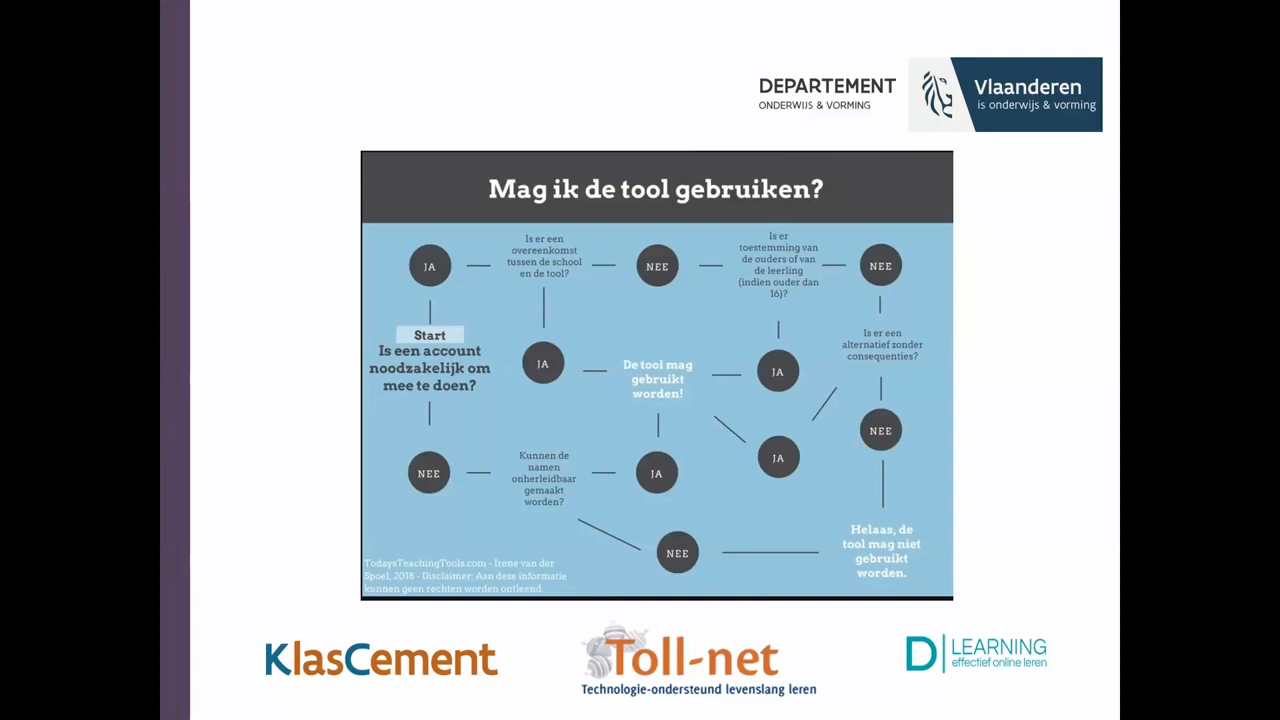 DEPARTEMENT
ONDERWIJS & VORMING
Vlaanderen
is onderwijs & vorming
Mag ik de tool gebruiken?
JA
Is er een
overeenkomst
tussen de school
en de tool?
NEE
Is er
toestemming van
de ouders of van
de leerling
(indien ouder dan
16)?
NEE
Start
Is een account
noodzakelijk om
mee te doen?
JA
De tool mag
gebruikt
worden!
JA
Is er een
alternatief zonder
consequenties?
NEE
Kunnen de
namen
onherleidbaar
gemaakt
worden?
JA
JA
NEE
NEE
Helaas, de
tool mag niet
gebruikt
worden.
TodaysTeachingTools.com - Irene van der
Spoel, 2018 - Disclaimer: Aan deze informatie
kunnen geen rechten worden ontleend.
KlasCement
Toll-net
Technologie-ondersteund levenslang leren
D LEARNING
effectief online leren